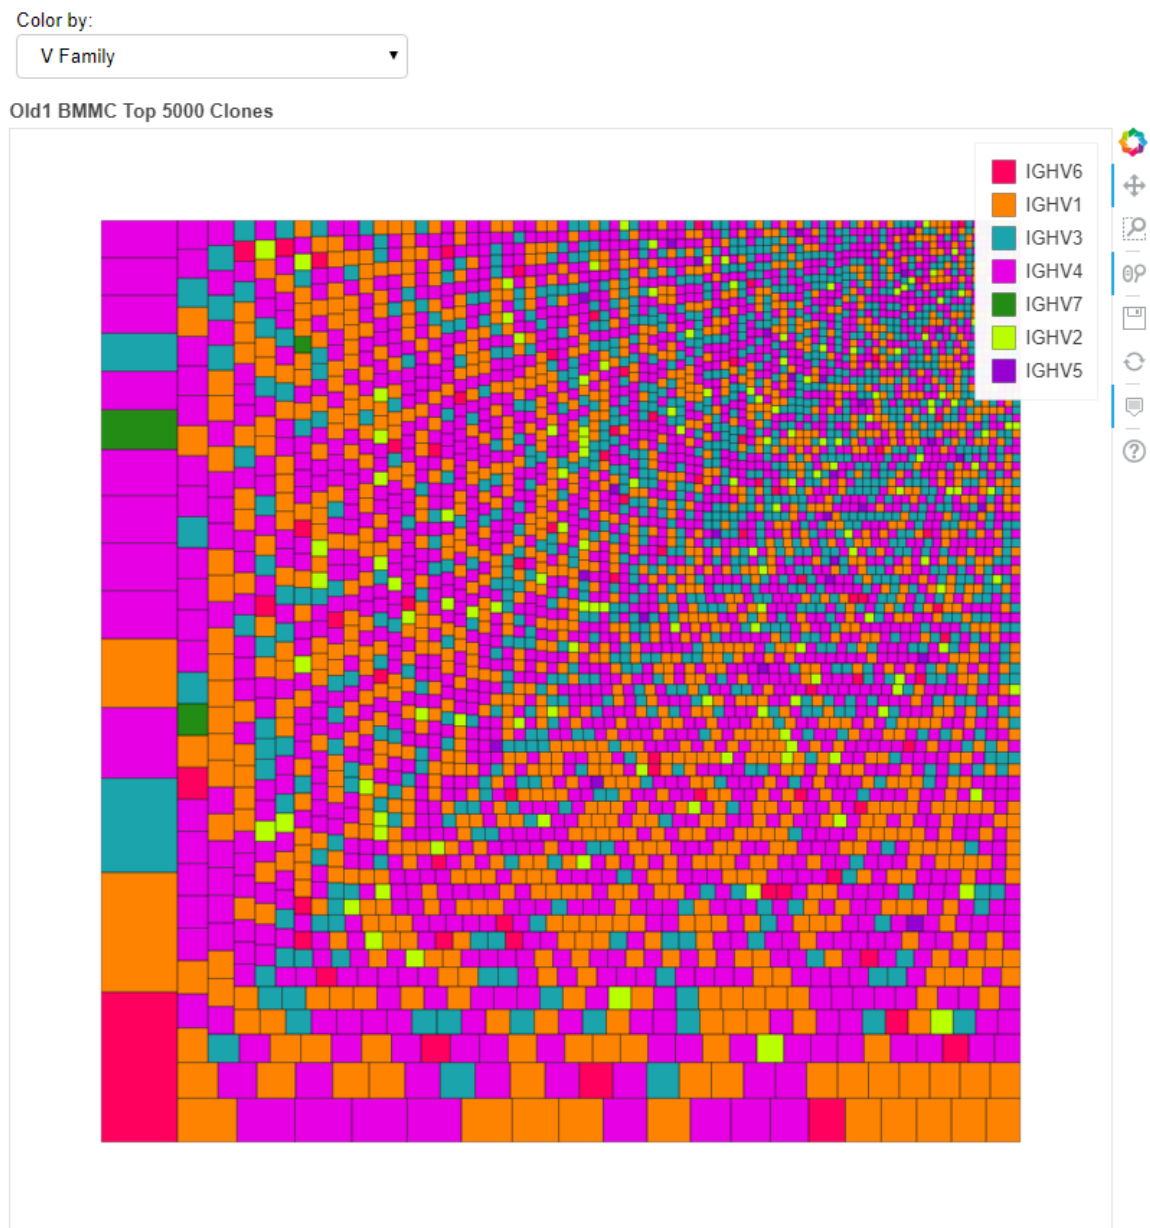 Color by:
V Family
Old1 BMMC Top 5000 Clones
IGHV6
IGHV1
IGHV3
IGHV4
IGHV7
IGHV2
IGHV5